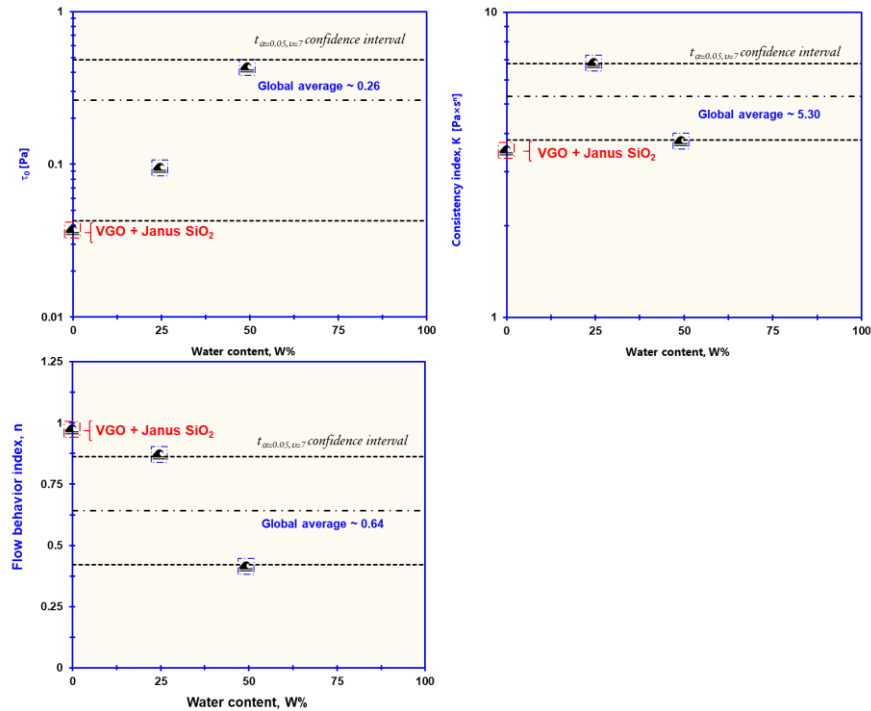 1
0.1
0.01
τ₀ [Pa]
t_{α=0.05,υ=7} confidence interval
Global average ~ 0.26
VGO + Janus SiO₂
0
25
50
75
100
Water content, W%
10
1
Consistency index, K [Pa×sⁿ]
t_{α=0.05,υ=7} confidence interval
Global average ~ 5.30
VGO + Janus SiO₂
0
25
50
75
100
Water content, W%
1.25
1
0.75
0.5
0.25
0
Flow behavior index, n
VGO + Janus SiO₂
t_{α=0.05,υ=7} confidence interval
Global average ~ 0.64
0
25
50
75
100
Water content, W%